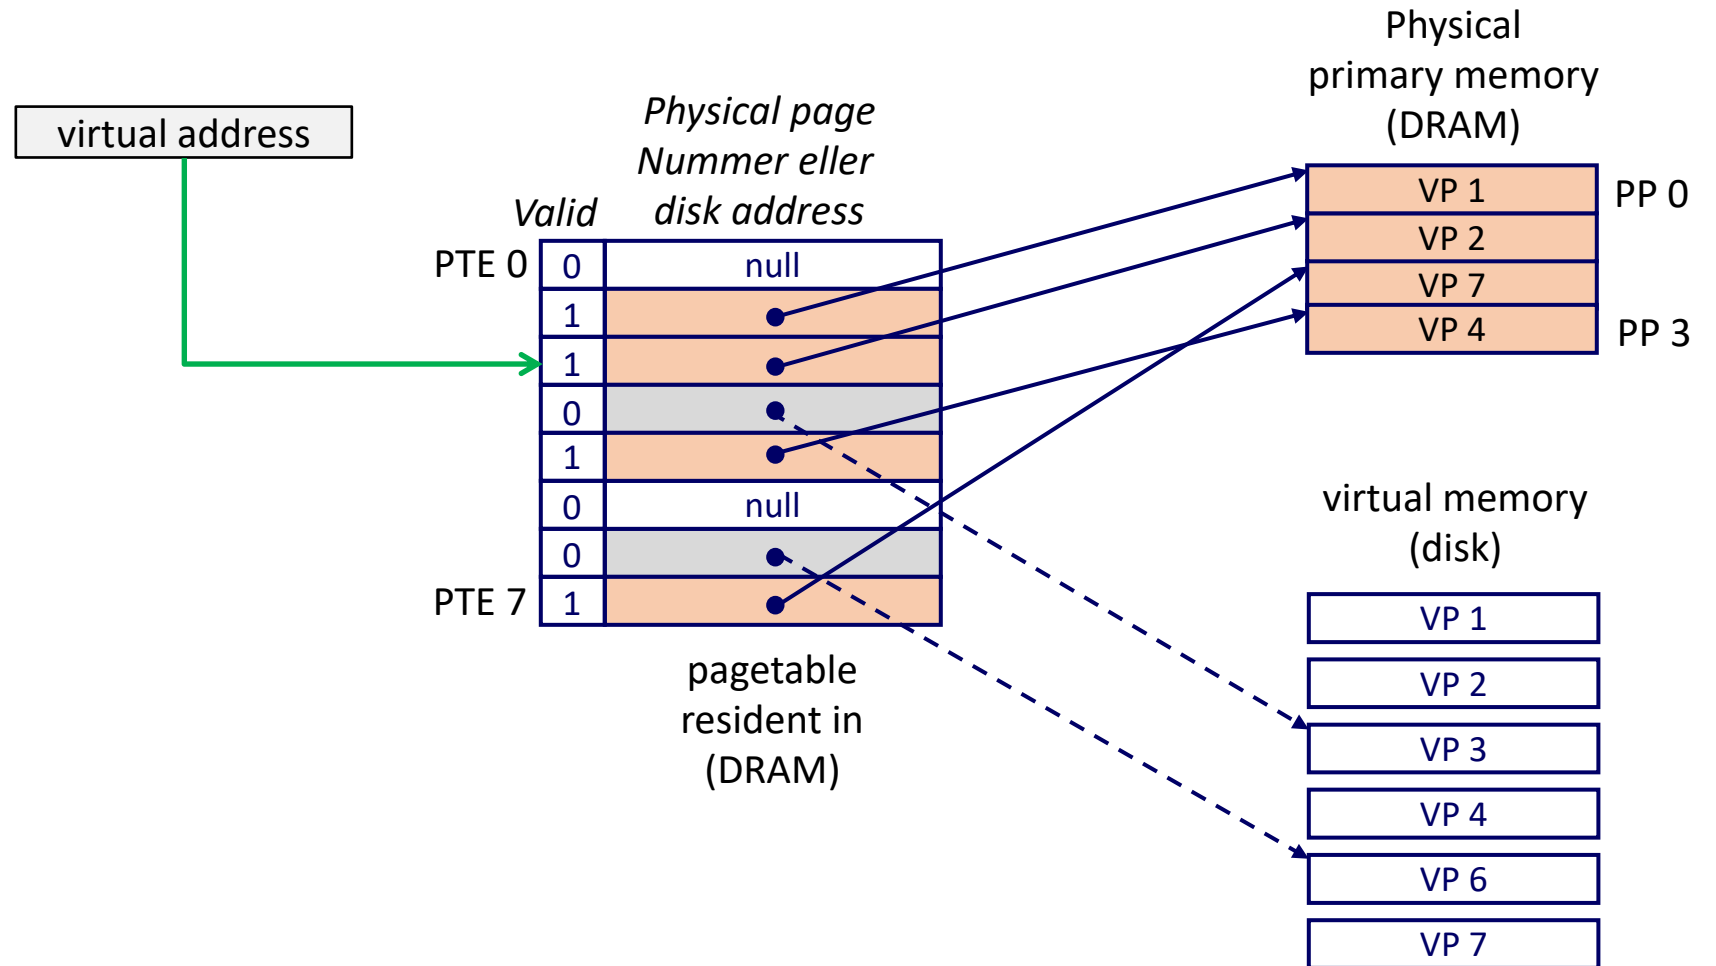 Physical
primary memory
(DRAM)
virtual address
Physical page
Nummer eller
disk address
Valid
VP 1 PP 0
VP 2
VP 7
VP 4 PP 3
PTE 0 0 null
1
1
0
1
0 null
0
PTE 7 1
pagetable
resident in
(DRAM)
virtual memory
(disk)
VP 1
VP 2
VP 3
VP 4
VP 6
VP 7